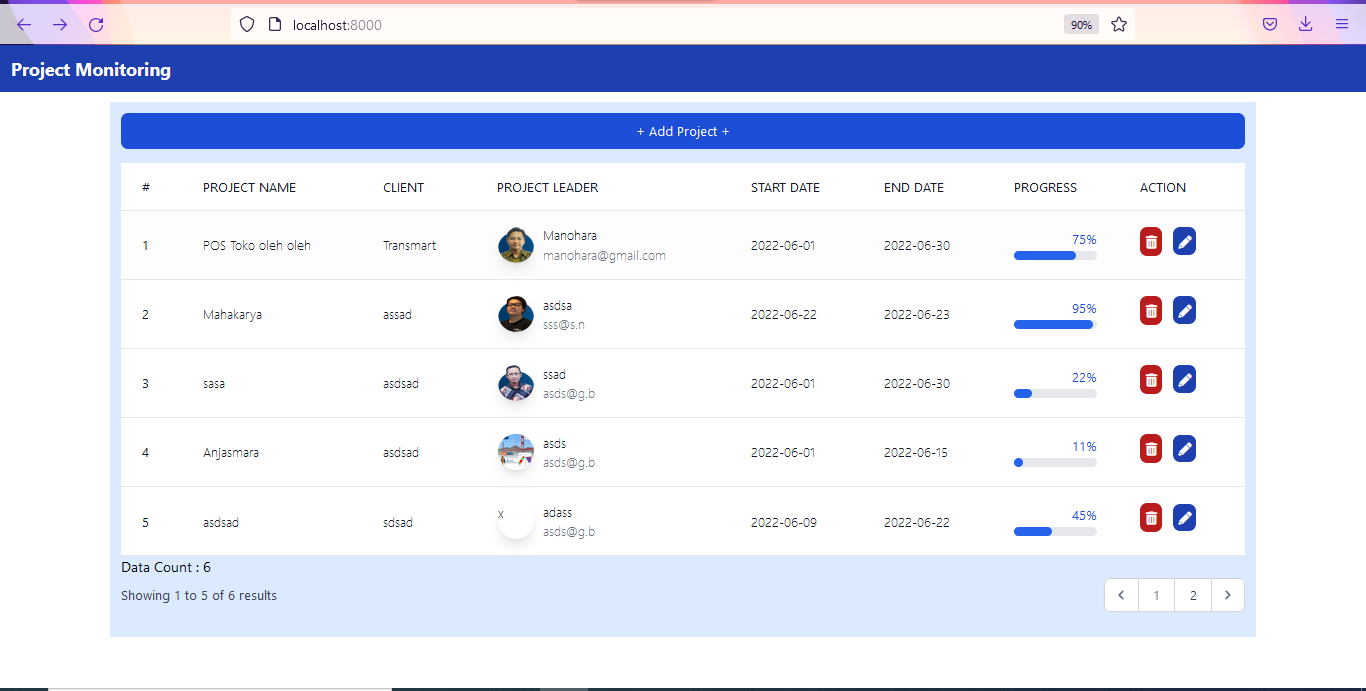 localhost:8000
90%
Project Monitoring
+ Add Project +
# PROJECT NAME CLIENT PROJECT LEADER START DATE END DATE PROGRESS ACTION
1 POS Toko oleh oleh Transmart Manohara manohara@gmail.com 2022-06-01 2022-06-30 75%
2 Mahakarya assad asdsa sss@s.n 2022-06-22 2022-06-23 95%
3 sasa asdsad ssad asds@g.b 2022-06-01 2022-06-30 22%
4 Anjasmara asdsad asds asds@g.b 2022-06-01 2022-06-15 11%
5 asdsad sdsad x adass asds@g.b 2022-06-09 2022-06-22 45%
Data Count : 6
Showing 1 to 5 of 6 results
1 2